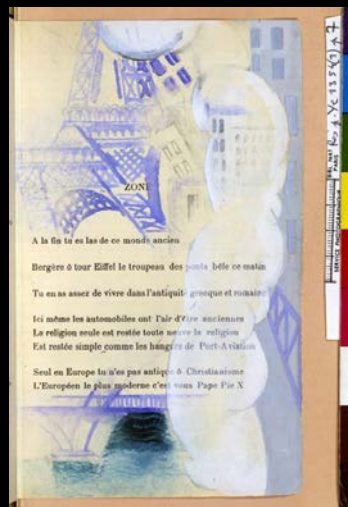 ZONE
A la fin tu es las de ce monde ancien
Bergère ô tour Eiffel le troupeau des ponts bêle ce matin
Tu en as assez de vivre dans l'antiquité grecque et romaine
Ici même les automobiles ont l'air d'être anciennes
La religion seule est restée toute neuve la religion
Est restée simple comme les hangars de Port-Aviation
Seul en Europe tu n'es pas antique ô Christianisme
L'Européen le plus moderne c'est vous Pape Pie X
SERVICE PHOTOGRAPHIQUE
PARIS